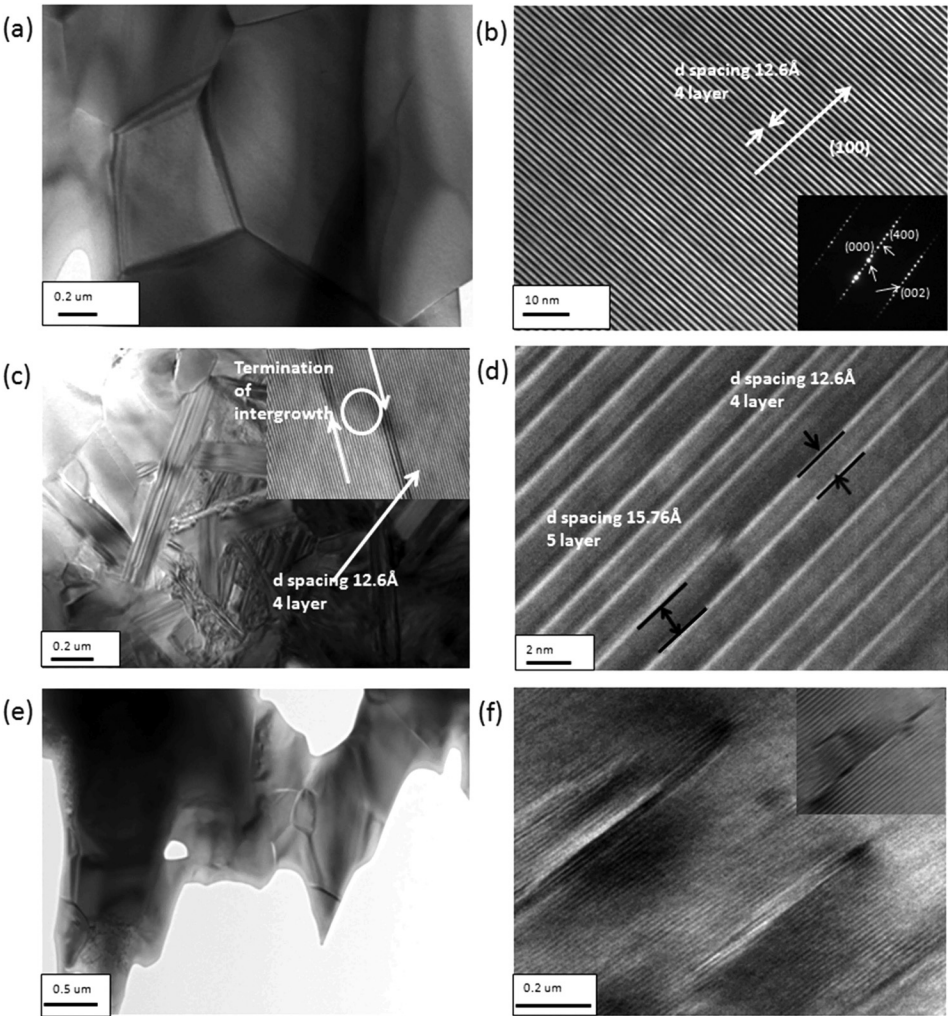 (a)
0.2 um
(b)
d spacing 12.6Å
4 layer
(100)
(000)
(400)
(002)
10 nm
(c)
Termination
of
intergrowth
d spacing 12.6Å
4 layer
0.2 um
(d)
d spacing 12.6Å
4 layer
d spacing 15.76Å
5 layer
2 nm
(e)
0.5 um
(f)
0.2 um